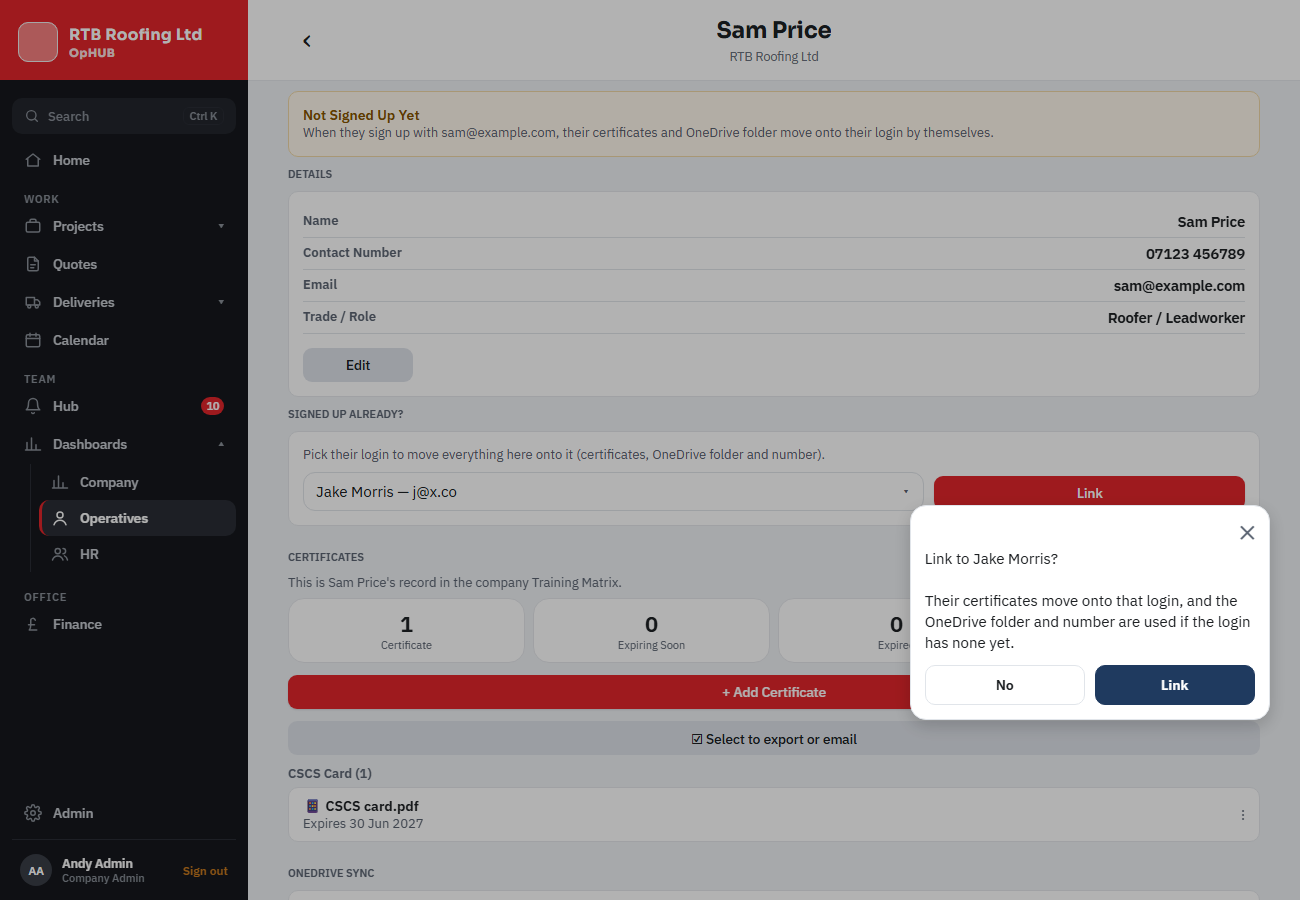 RTB Roofing Ltd
OpHUB
Search
Ctrl K
Home
WORK
Projects
Quotes
Deliveries
Calendar
TEAM
Hub
10
Dashboards
Company
Operatives
HR
OFFICE
Finance
Admin
AA
Andy Admin
Company Admin
Sign out
Sam Price
RTB Roofing Ltd
Not Signed Up Yet
When they sign up with sam@example.com, their certificates and OneDrive folder move onto their login by themselves.
DETAILS
Name
Sam Price
Contact Number
07123 456789
Email
sam@example.com
Trade / Role
Roofer / Leadworker
Edit
SIGNED UP ALREADY?
Pick their login to move everything here onto it (certificates, OneDrive folder and number).
Jake Morris — j@x.co
Link
CERTIFICATES
This is Sam Price's record in the company Training Matrix.
1
Certificate
0
Expiring Soon
0
Expire
+ Add Certificate
Select to export or email
CSCS Card (1)
CSCS card.pdf
Expires 30 Jun 2027
ONEDRIVE SYNC
Link to Jake Morris?
Their certificates move onto that login, and the
OneDrive folder and number are used if the login
has none yet.
No
Link